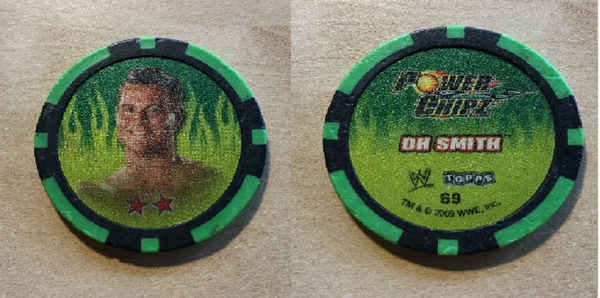 POWER
CHIPZ
DH SMITH
W
TOPPS
69
TM & © 2009 WWE, Inc.